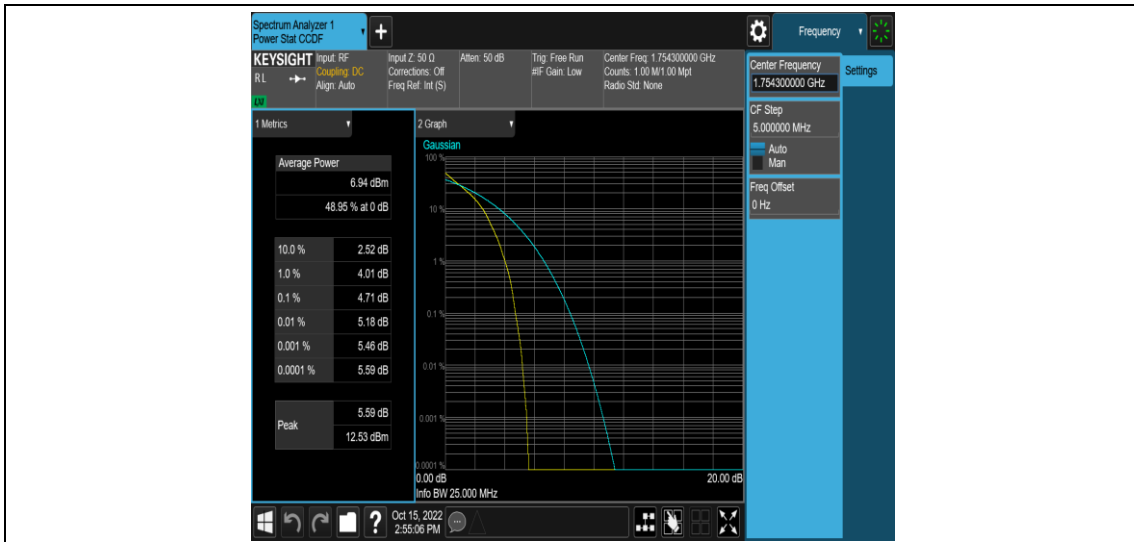 Spectrum Analyzer 1
Power Stat CCDF
+
Frequency
KEYSIGHT
RL
LXI
Input: RF
Coupling: DC
Align: Auto
Input Z: 50 Ω
Corrections: Off
Freq Ref: Int (S)
Atten: 50 dB
Trig: Free Run
#IF Gain: Low
Center Freq: 1.754300000 GHz
Counts: 1.00 M/1.00 Mpt
Radio Std: None
Center Frequency
1.754300000 GHz
Settings
CF Step
5.000000 MHz
Auto
Man
Freq Offset
0 Hz
1 Metrics
Average Power
6.94 dBm
48.95 % at 0 dB
10.0 % 2.52 dB
1.0 % 4.01 dB
0.1 % 4.71 dB
0.01 % 5.18 dB
0.001 % 5.46 dB
0.0001 % 5.59 dB
Peak
5.59 dB
12.53 dBm
2 Graph
Gaussian
100 %
10 %
1 %
0.1 %
0.01 %
0.001 %
0.0001 %
0.00 dB 20.00 dB
Info BW 25.000 MHz
?
Oct 15, 2022
2:55:06 PM